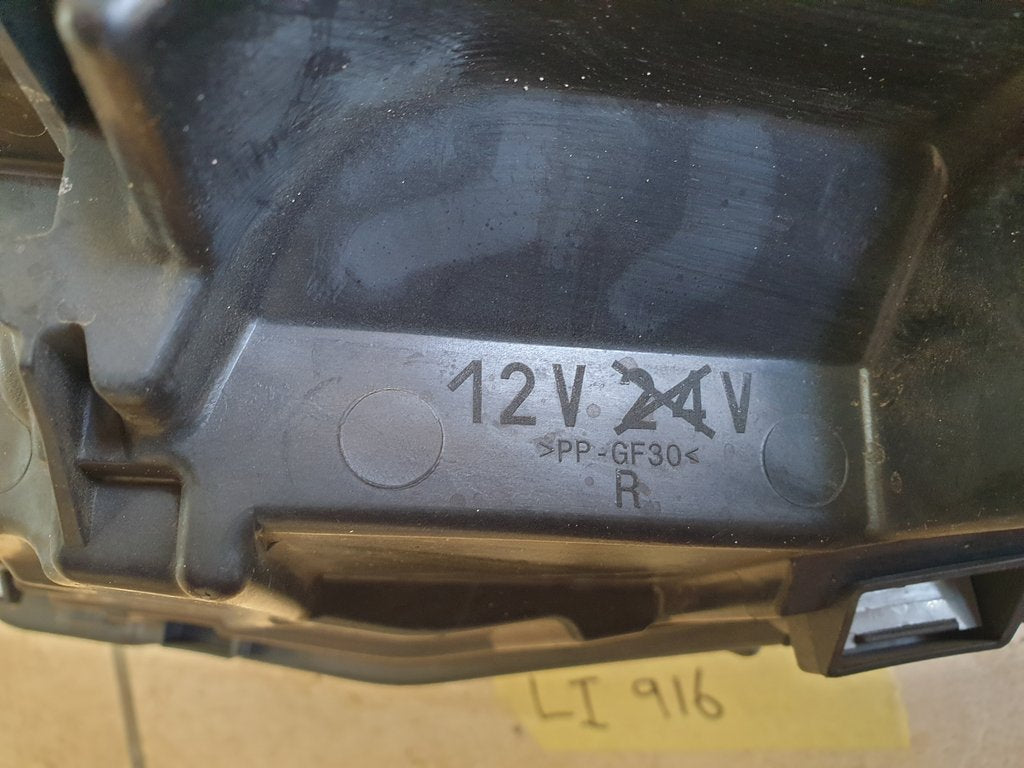 12V 24V
>PP-GF30<
R
LI 916